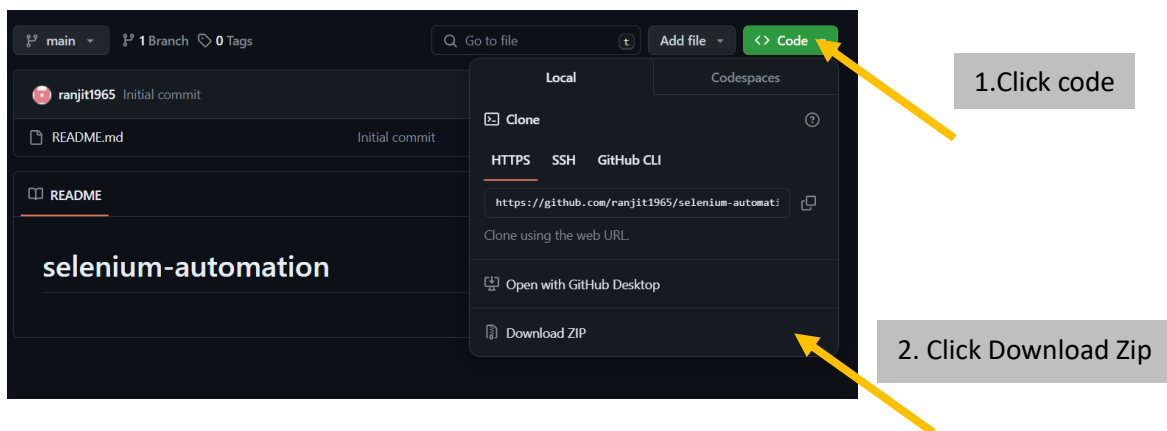 main 1 Branch 0 Tags Go to file t Add file <> Code
1.Click code
Local Codespaces
ranjit1965 Initial commit
Clone
README.md Initial commit
HTTPS SSH GitHub CLI
README
https://github.com/ranjit1965/selenium-automati
Clone using the web URL.
selenium-automation
Open with GitHub Desktop
Download ZIP
2. Click Download Zip